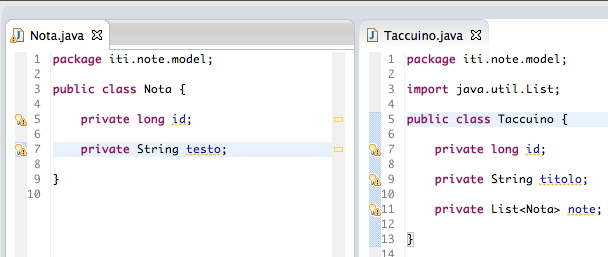 Nota.java
1 package iti.note.model;
2
3 public class Nota {
4
5 private long id;
6
7 private String testo;
8
9 }
10
Taccuino.java
1 package iti.note.model;
2
3 import java.util.List;
4
5 public class Taccuino {
6
7 private long id;
8
9 private String titolo;
10
11 private List<Nota> note;
12
13 }
14